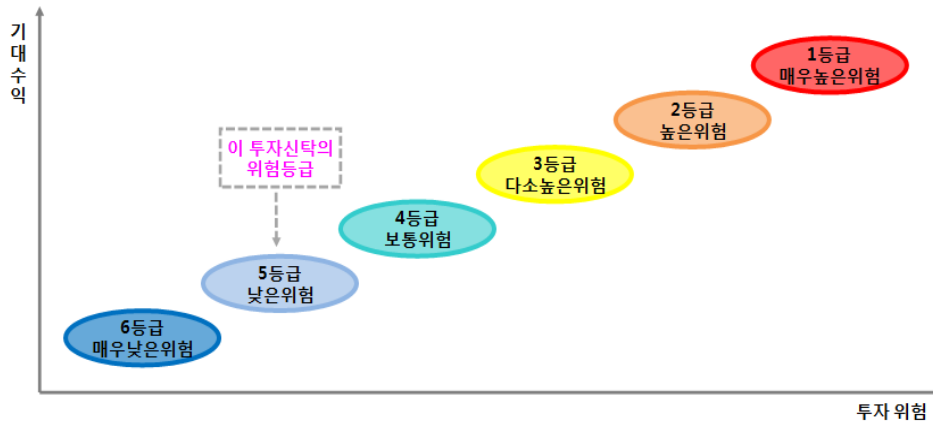 기대수익
1등급
매우높은위험
2등급
높은위험
이 투자신탁의
위험등급
3등급
다소높은위험
4등급
보통위험
5등급
낮은위험
6등급
매우낮은위험
투자 위험